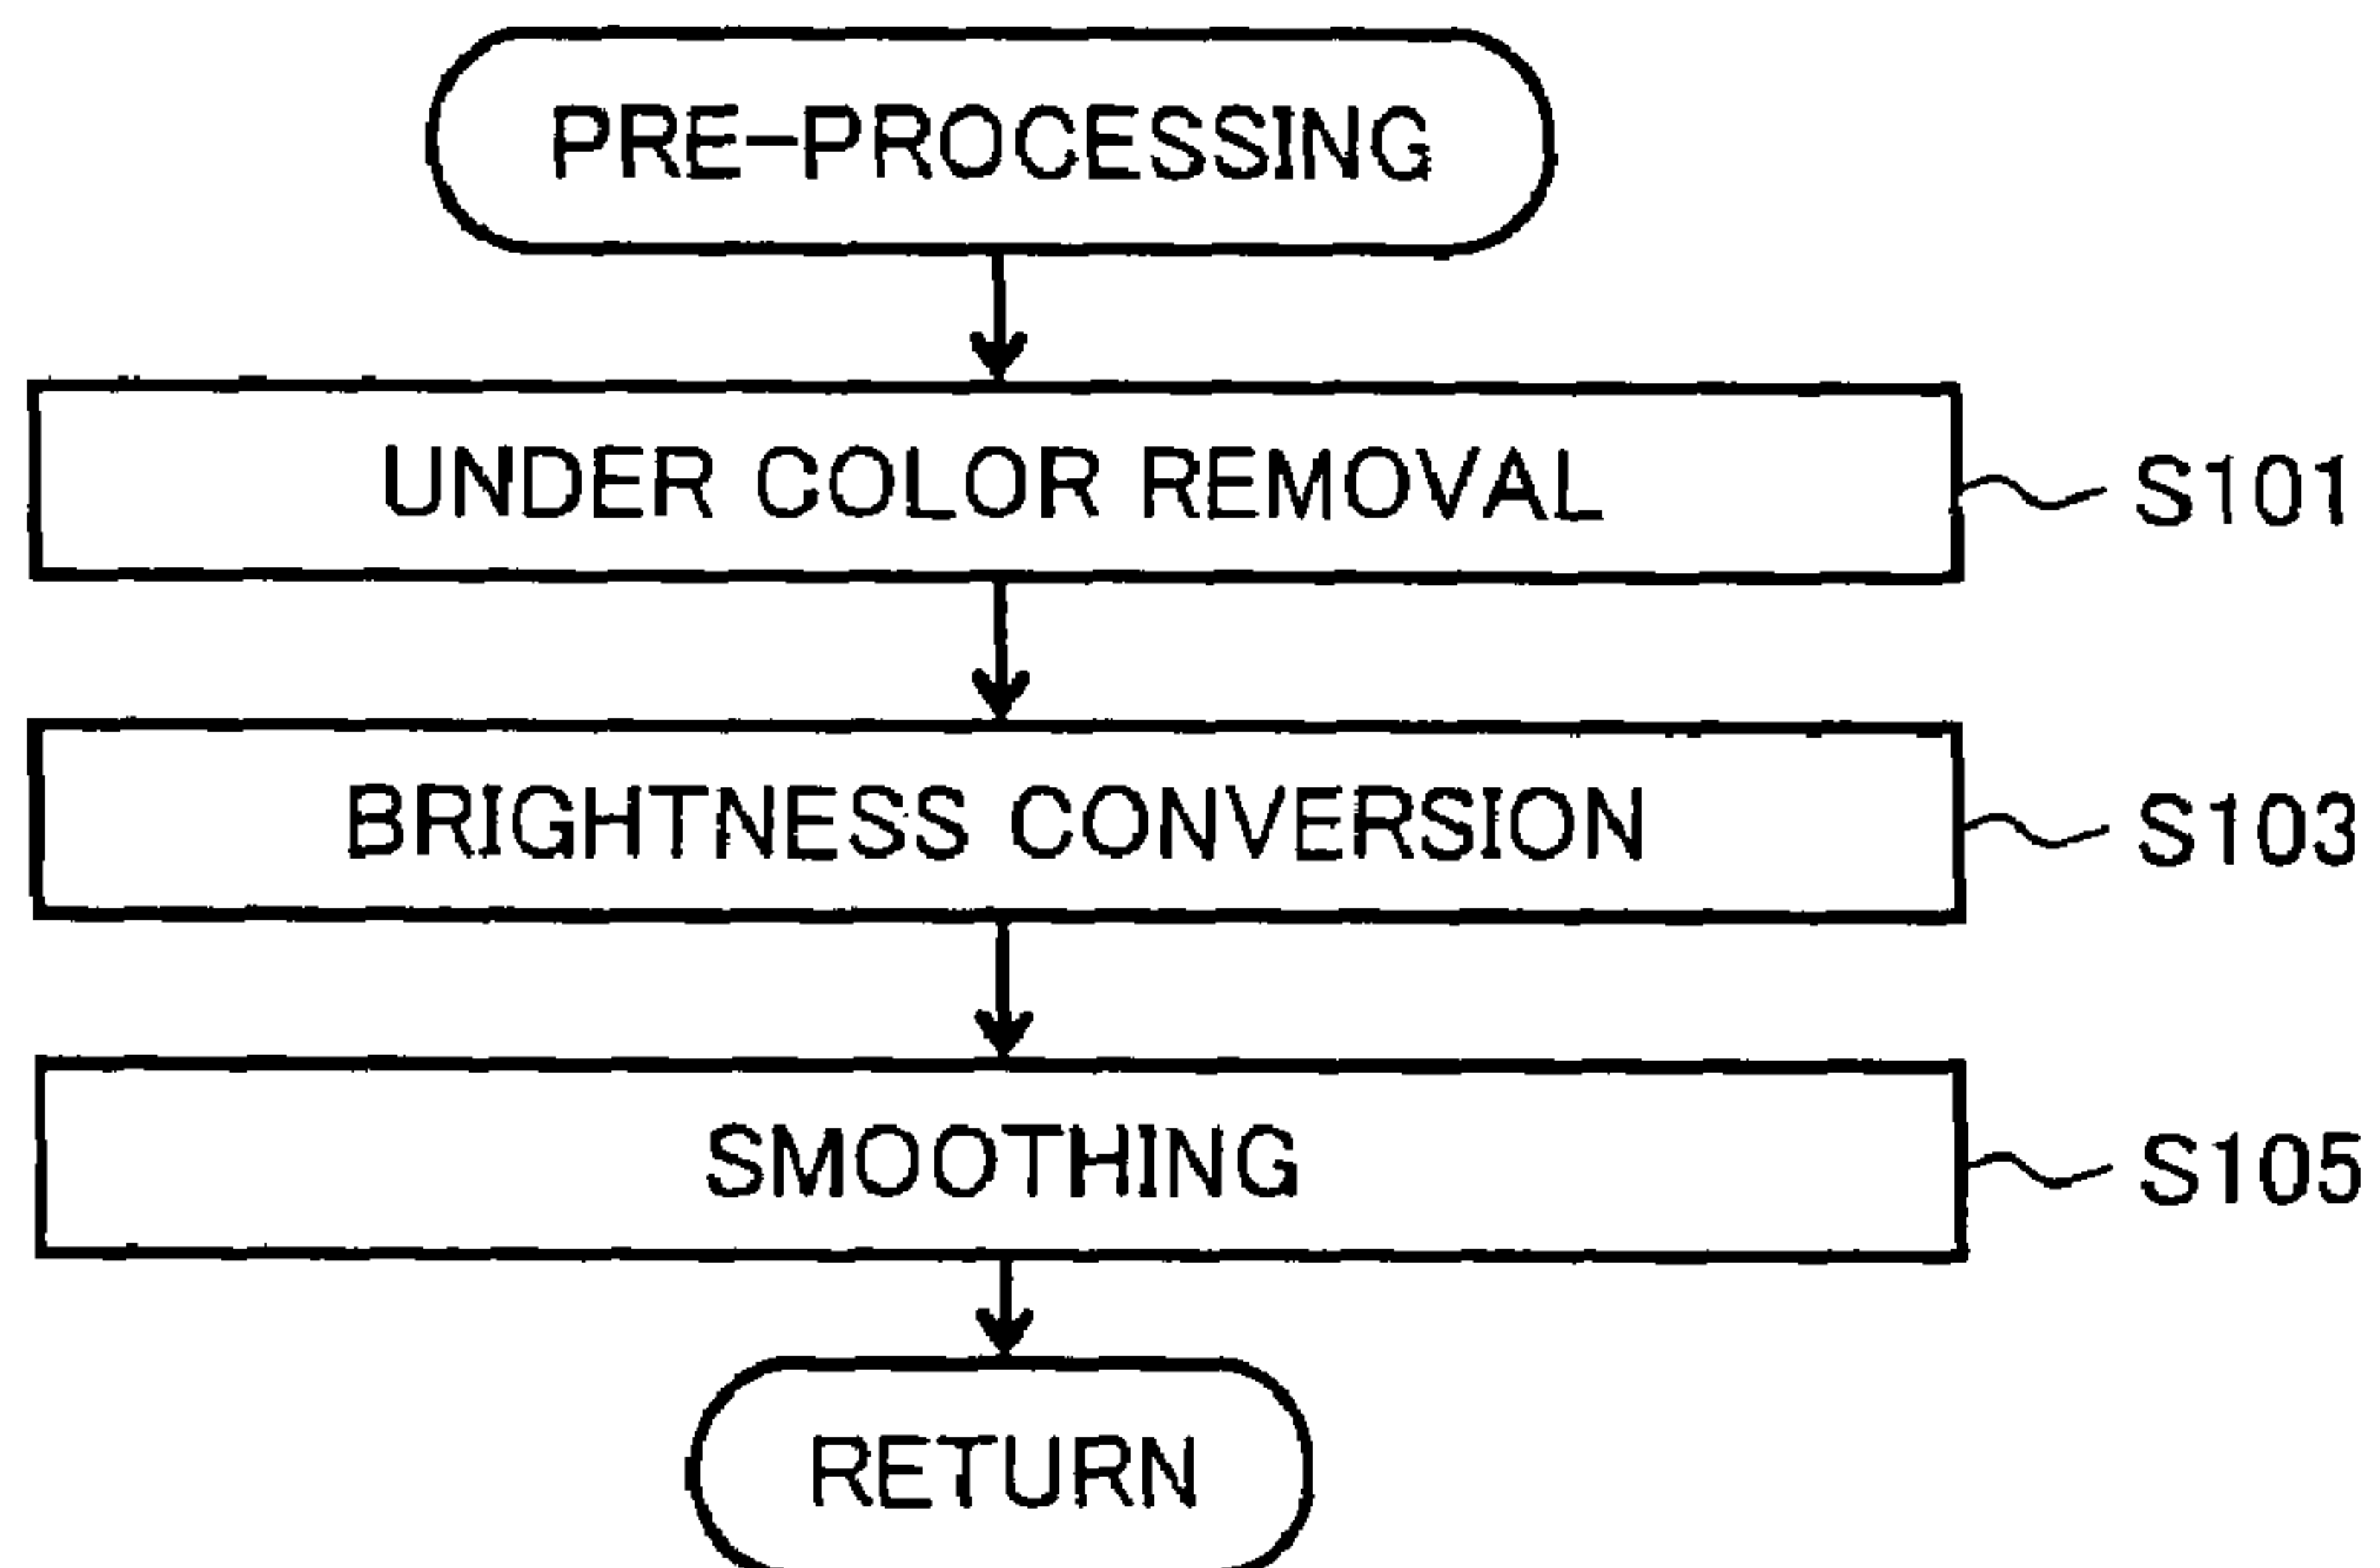 PRE-PROCESSING
UNDER COLOR REMOVAL S101
BRIGHTNESS CONVERSION S103
SMOOTHING S105
RETURN